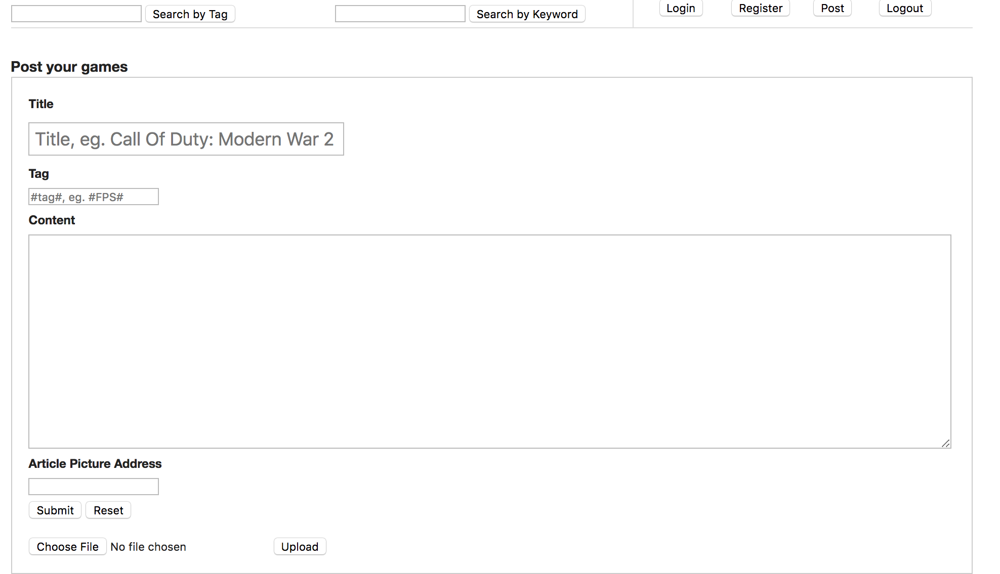 Search by Tag Search by Keyword Login Register Post Logout
Post your games
Title
Title, eg. Call Of Duty: Modern War 2
Tag
#tag#, eg. #FPS#
Content
Article Picture Address
Submit Reset
Choose File No file chosen Upload